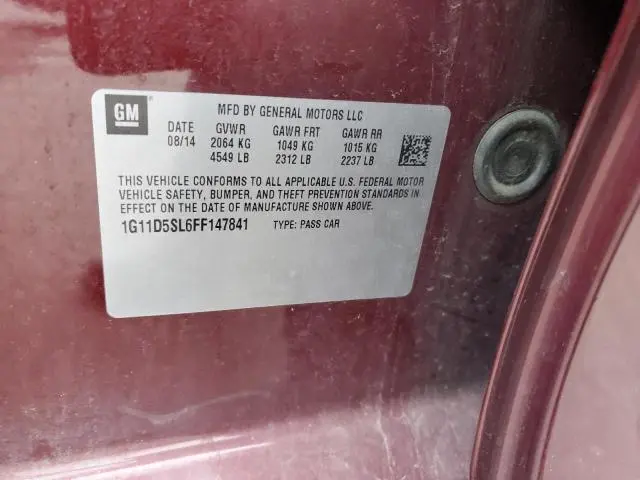 GM
MFD BY GENERAL MOTORS LLC
DATE GVWR GAWR FRT GAWR RR
08/14 2064 KG 1049 KG 1015 KG
4549 LB 2312 LB 2237 LB
THIS VEHICLE CONFORMS TO ALL APPLICABLE U.S. FEDERAL MOTOR
VEHICLE SAFETY, BUMPER, AND THEFT PREVENTION STANDARDS IN
EFFECT ON THE DATE OF MANUFACTURE SHOWN ABOVE.
1G11D5SL6FF147841 TYPE: PASS CAR